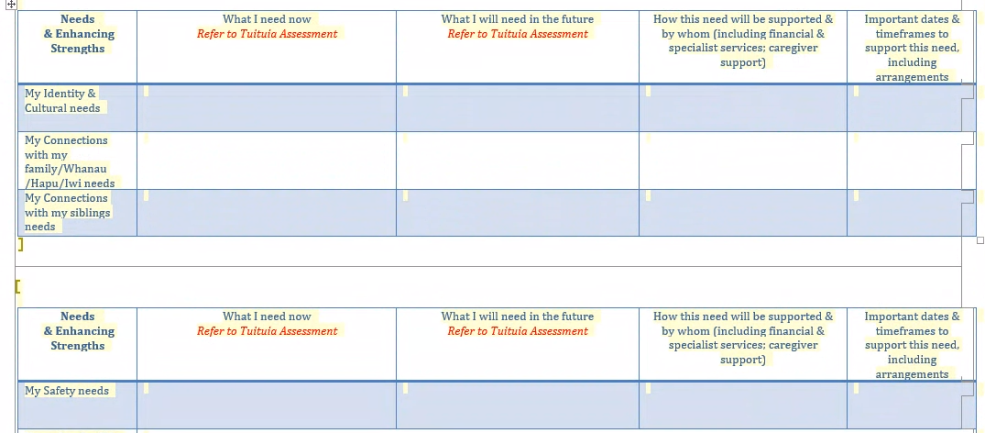 Needs
& Enhancing
Strengths
What I need now
Refer to Tuituia Assessment
What I will need in the future
Refer to Tuituia Assessment
How this need will be supported &
by whom (including financial &
specialist services; caregiver
support)
Important dates &
timeframes to
support this need,
including
arrangements
My Identity &
Cultural needs
My Connections
with my
family/Whanau
/Hapu/Iwi needs
My Connections
with my siblings
needs
]
[
Needs
& Enhancing
Strengths
What I need now
Refer to Tuituia Assessment
What I will need in the future
Refer to Tuituia Assessment
How this need will be supported &
by whom (including financial &
specialist services; caregiver
support)
Important dates &
timeframes to
support this need,
including
arrangements
My Safety needs